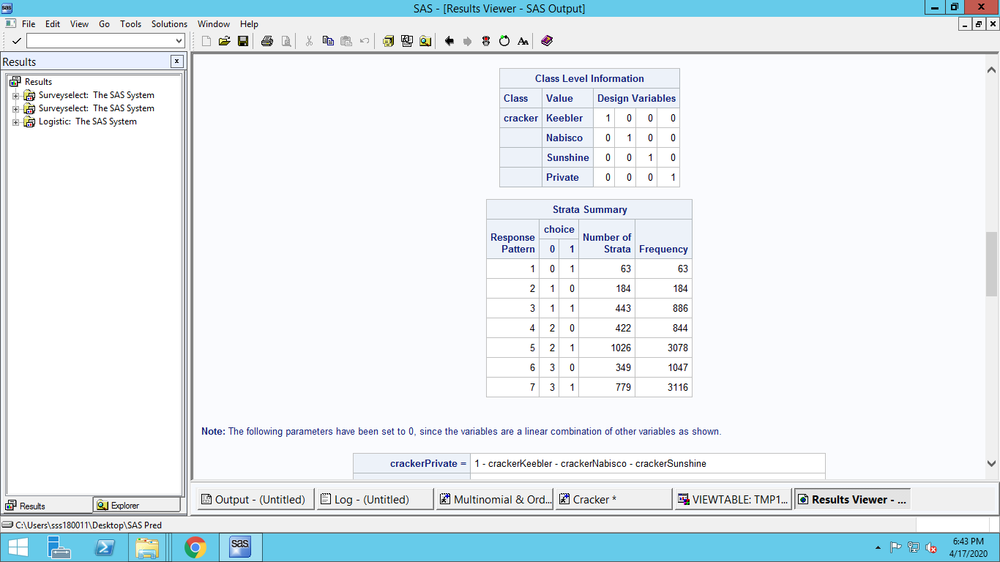 SAS - [Results Viewer - SAS Output]
File Edit View Go Tools Solutions Window Help
Results
Results
Surveyselect: The SAS System
Surveyselect: The SAS System
Logistic: The SAS System
Class Level Information
Class Value Design Variables
cracker Keebler 1 0 0 0
Nabisco 0 1 0 0
Sunshine 0 0 1 0
Private 0 0 0 1
Strata Summary
Response Pattern choice Number of Strata Frequency
0 1
1 0 1 63 63
2 1 0 184 184
3 1 1 443 886
4 2 0 422 844
5 2 1 1026 3078
6 3 0 349 1047
7 3 1 779 3116
Note: The following parameters have been set to 0, since the variables are a linear combination of other variables as shown.
crackerPrivate = 1 - crackerKeebler - crackerNabisco - crackerSunshine
Results Explorer
Output - (Untitled) Log - (Untitled) Multinomial & Ord... Cracker * VIEWTABLE: TMP1... Results Viewer - ...
C:\Users\sss180011\Desktop\SAS Pred
sas
6:43 PM
4/17/2020